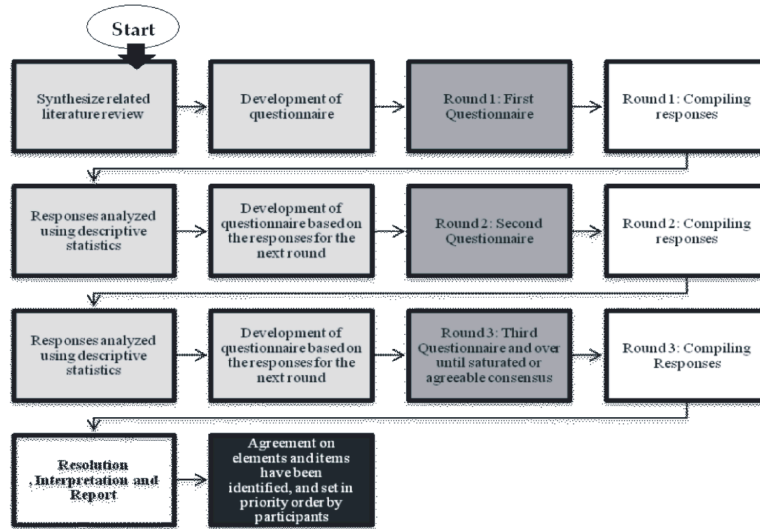 Start
Synthesize related
literature review
Development of
questionnaire
Round 1: First
Questionnaire
Round 1: Compiling
responses
Responses analyzed
using descriptive
statistics
Development of
questionnaire based on
the responses for the
next round
Round 2: Second
Questionnaire
Round 2: Compiling
responses
Responses analyzed
using descriptive
statistics
Development of
questionnaire based on
the responses for the
next round
Round 3: Third
Questionnaire and over
until saturated or
agreeable consensus
Round 3: Compiling
Responses
Resolution
,Interpretation and
Report
Agreement on
elements and items
have been
identified, and set in
priority order by
participants